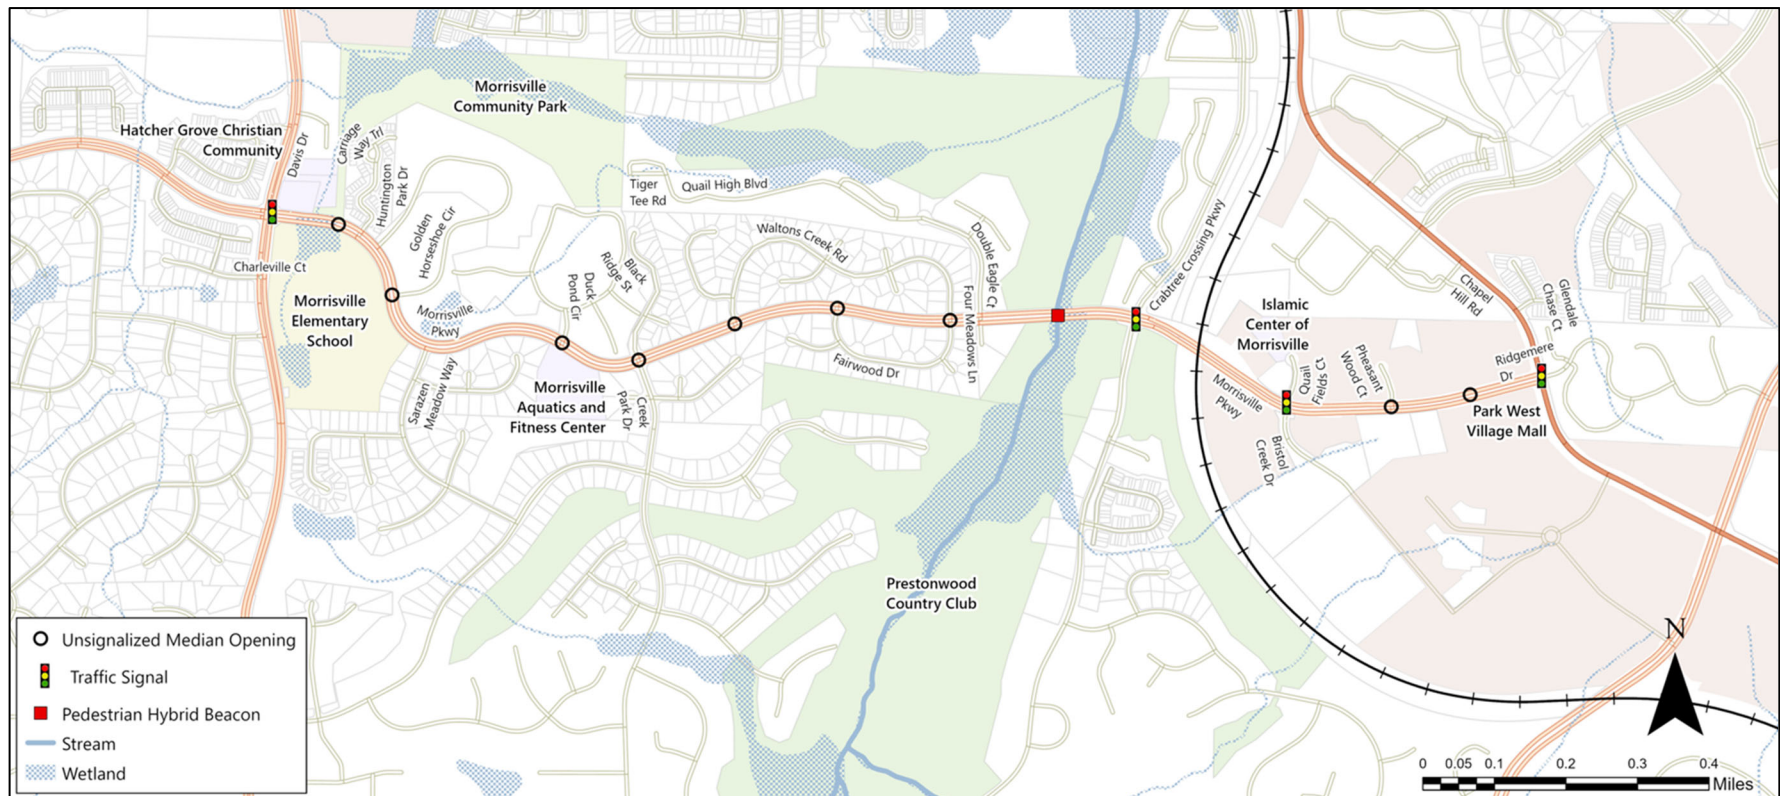 Morrisville
Community Park
Hatcher Grove Christian
Community
Davis Dr
Carriage
Way Trl
Huntington
Park Dr
Golden
Horseshoe Cir
Tiger
Tee Rd
Quail High Blvd
Waltons Creek Rd
Double Eagle Ct
Crabtree Crossing Pkwy
Charleville Ct
Morrisville
Elementary
School
Morrisville
Pkwy
Duck
Pond Cir
Black
Ridge St
Four Meadows Ln
Fairwood Dr
Sarazen
Meadow Way
Morrisville
Aquatics and
Fitness Center
Creek
Park Dr
Islamic
Center of
Morrisville
Chapel
Hill Rd
Glendale
Chase Ct
Ridgemere
Dr
Morrisville
Pkwy
Quail
Fields Ct
Pheasant
Wood Ct
Park West
Village Mall
Bristol
Creek Dr
Prestonwood
Country Club
Unsignalized Median Opening
Traffic Signal
Pedestrian Hybrid Beacon
Stream
Wetland
N
0 0.05 0.1 0.2 0.3 0.4
Miles